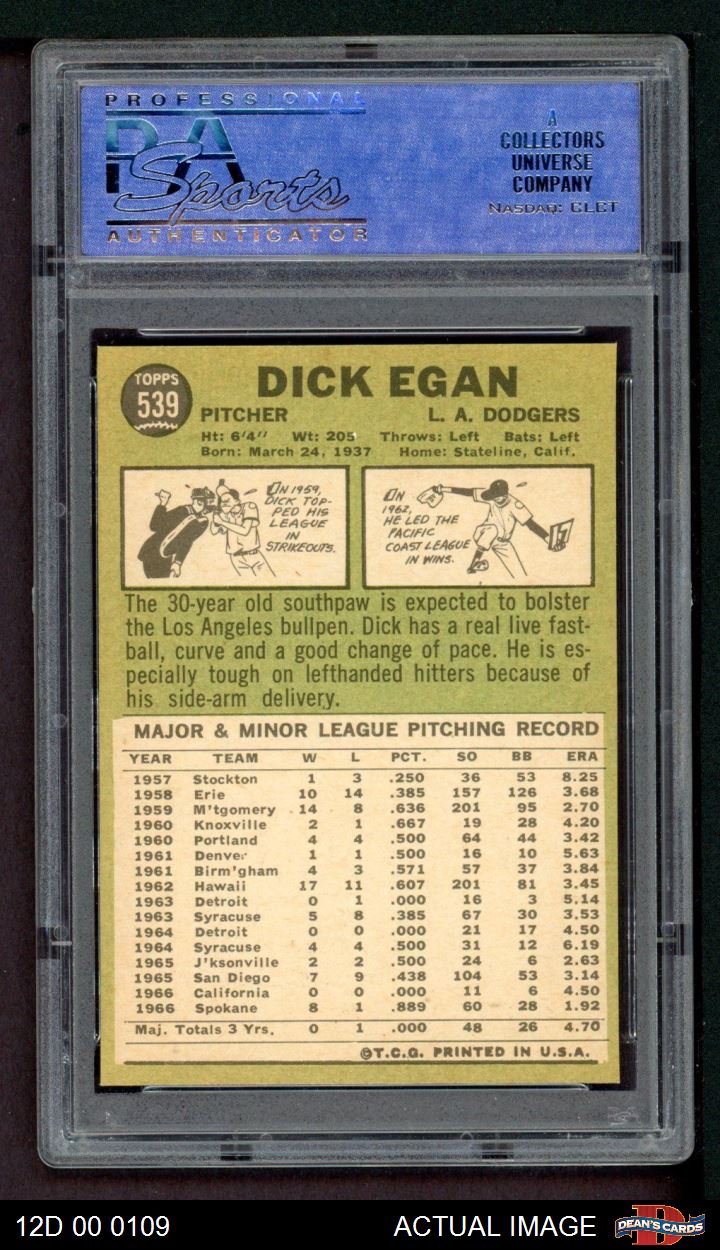 PROFESSIONAL
PSA
Sports
AUTHENTICATOR
A
COLLECTORS
UNIVERSE
COMPANY
NASDAQ: CLCT
TOPPS
539
DICK EGAN
PITCHER L. A. DODGERS
Ht: 6'4" Wt: 205 Throws: Left Bats: Left
Born: March 24, 1937 Home: Stateline, Calif.
IN 1959,
DICK TOP-
PED HIS
LEAGUE
IN
STRIKEOUTS.
IN
1962,
HE LED THE
PACIFIC
COAST LEAGUE
IN WINS.
17
The 30-year old southpaw is expected to bolster
the Los Angeles bullpen. Dick has a real live fast-
ball, curve and a good change of pace. He is es-
pecially tough on lefthanded hitters because of
his side-arm delivery.
MAJOR & MINOR LEAGUE PITCHING RECORD
YEAR TEAM W L PCT. SO BB ERA
1957 Stockton 1 3 .250 36 53 8.25
1958 Erie 10 14 .385 157 126 3.68
1959 M'tgomery 14 8 .636 201 95 2.70
1960 Knoxville 2 1 .667 19 28 4.20
1960 Portland 4 4 .500 64 44 3.42
1961 Denver 1 1 .500 16 10 5.63
1961 Birm'gham 4 3 .571 57 37 3.84
1962 Hawaii 17 11 .607 201 81 3.45
1963 Detroit 0 1 .000 16 3 5.14
1963 Syracuse 5 8 .385 67 30 3.53
1964 Detroit 0 0 .000 21 17 4.50
1964 Syracuse 4 4 .500 31 12 6.19
1965 J'ksonville 2 2 .500 24 6 2.63
1965 San Diego 7 9 .438 104 53 3.14
1966 California 0 0 .000 11 6 4.50
1966 Spokane 8 1 .889 60 28 1.92
Maj. Totals 3 Yrs. 0 1 .000 48 26 4.70
©T.C.G. PRINTED IN U.S.A.
12D 00 0109 ACTUAL IMAGE DEAN'S CARDS